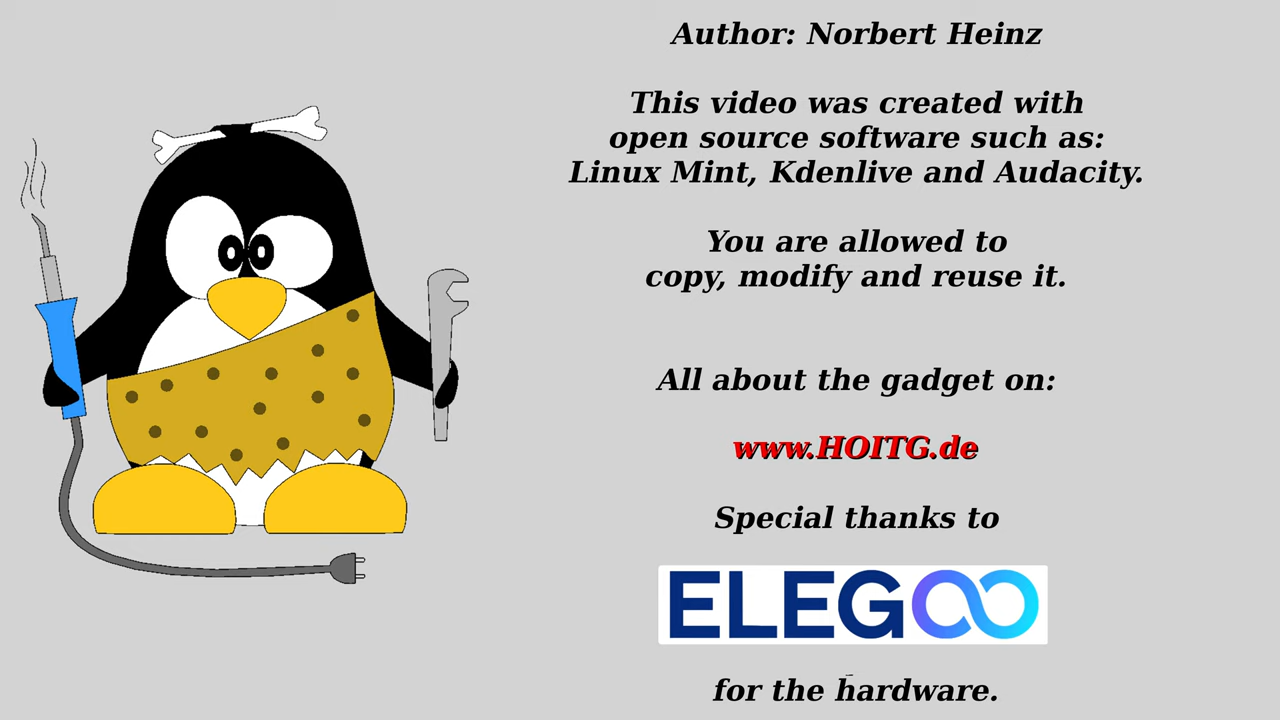 Author: Norbert Heinz
This video was created with
open source software such as:
Linux Mint, Kdenlive and Audacity.
You are allowed to
copy, modify and reuse it.
All about the gadget on:
www.HOITG.de
Special thanks to
ELEGOO
for the hardware.